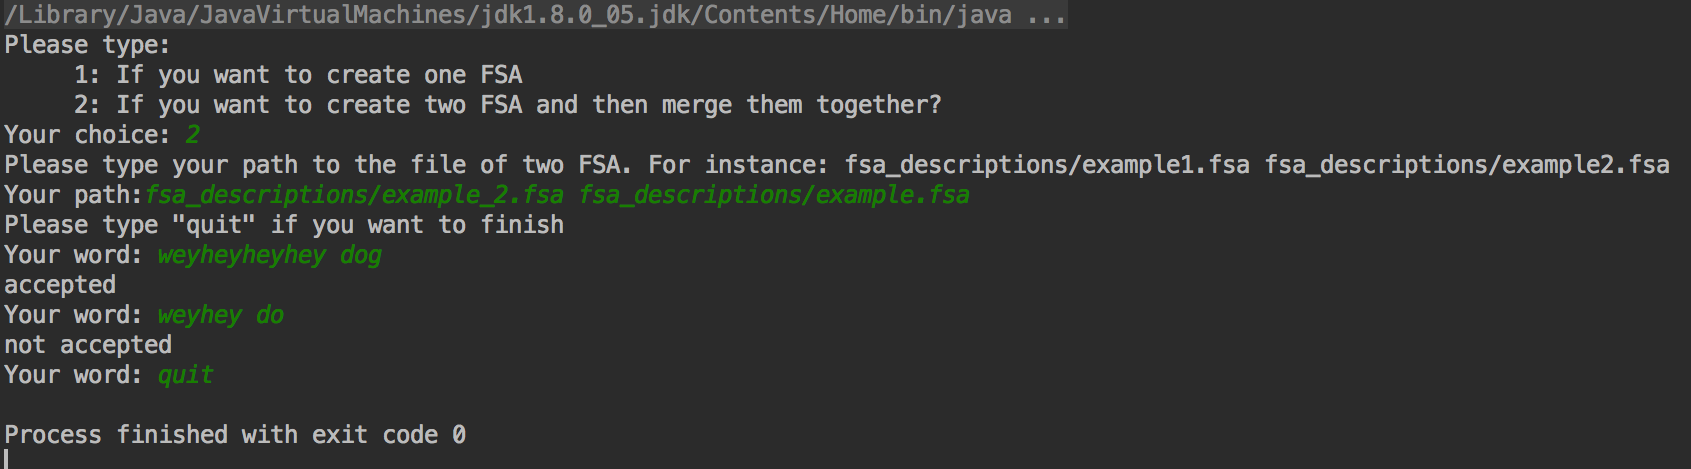 /Library/Java/JavaVirtualMachines/jdk1.8.0_05.jdk/Contents/Home/bin/java ...
Please type:
     1: If you want to create one FSA
     2: If you want to create two FSA and then merge them together?
Your choice: 2
Please type your path to the file of two FSA. For instance: fsa_descriptions/example1.fsa fsa_descriptions/example2.fsa
Your path:fsa_descriptions/example_2.fsa fsa_descriptions/example.fsa
Please type "quit" if you want to finish
Your word: weyheyheyhey dog
accepted
Your word: weyhey do
not accepted
Your word: quit
Process finished with exit code 0